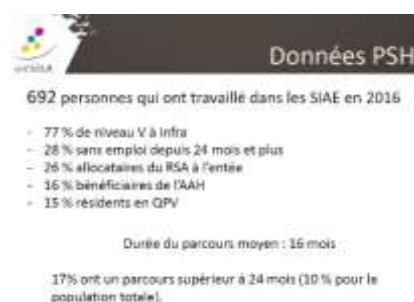 Données PSH
692 personnes qui ont travaillé dans les SIAE en 2016
- 77 % de niveau V à infra
- 28 % sans emploi depuis 24 mois et plus
- 26 % allocataires du RSA à l'entée
- 16 % bénéficiaires de l'AAH
- 15 % résidents en QPV
Durée du parcours moyen : 16 mois
17% ont un parcours supérieur à 24 mois (10 % pour le
population totale).